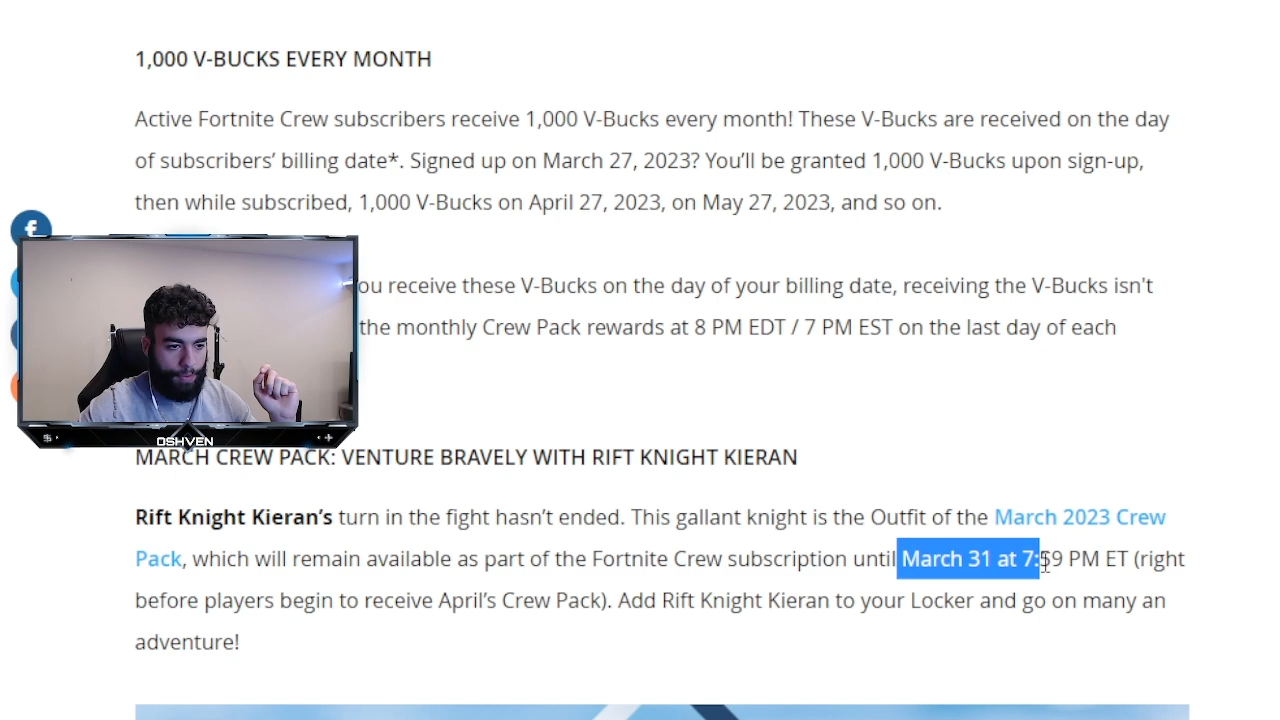 1,000 V-BUCKS EVERY MONTH
Active Fortnite Crew subscribers receive 1,000 V-Bucks every month! These V-Bucks are received on the day
of subscribers’ billing date*. Signed up on March 27, 2023? You’ll be granted 1,000 V-Bucks upon sign-up,
then while subscribed, 1,000 V-Bucks on April 27, 2023, on May 27, 2023, and so on.
f
ou receive these V-Bucks on the day of your billing date, receiving the V-Bucks isn't
the monthly Crew Pack rewards at 8 PM EDT / 7 PM EST on the last day of each
OSHVEN
MARCH CREW PACK: VENTURE BRAVELY WITH RIFT KNIGHT KIERAN
Rift Knight Kieran’s turn in the fight hasn’t ended. This gallant knight is the Outfit of the March 2023 Crew
Pack, which will remain available as part of the Fortnite Crew subscription until March 31 at 7:59 PM ET (right
before players begin to receive April’s Crew Pack). Add Rift Knight Kieran to your Locker and go on many an
adventure!